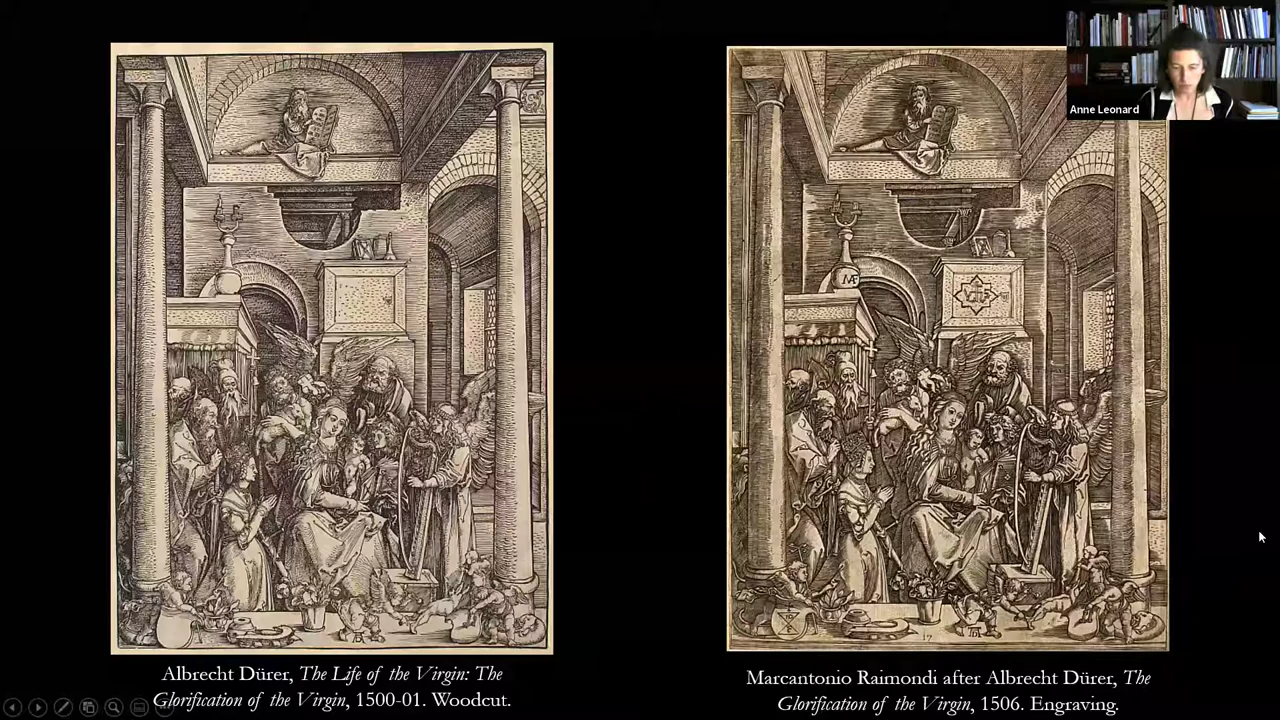 Anne Leonard
Albrecht Dürer, The Life of the Virgin: The
Glorification of the Virgin, 1500-01. Woodcut.
Marcantonio Raimondi after Albrecht Dürer, The
Glorification of the Virgin, 1506. Engraving.